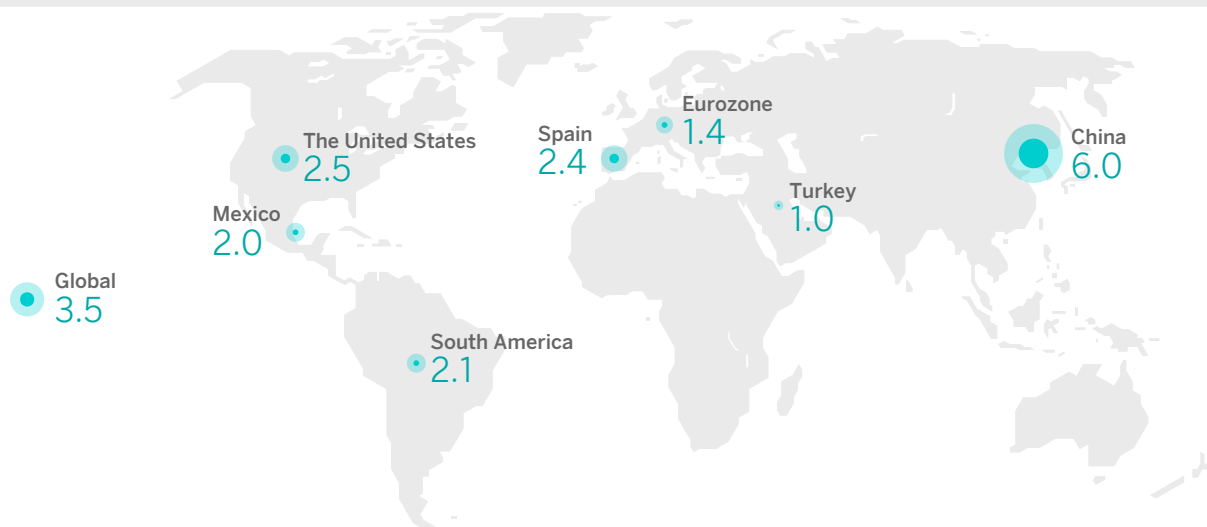 Eurozone
1.4
The United States
2.5
Spain
2.4
China
6.0
Turkey
1.0
Mexico
2.0
Global
3.5
South America
2.1